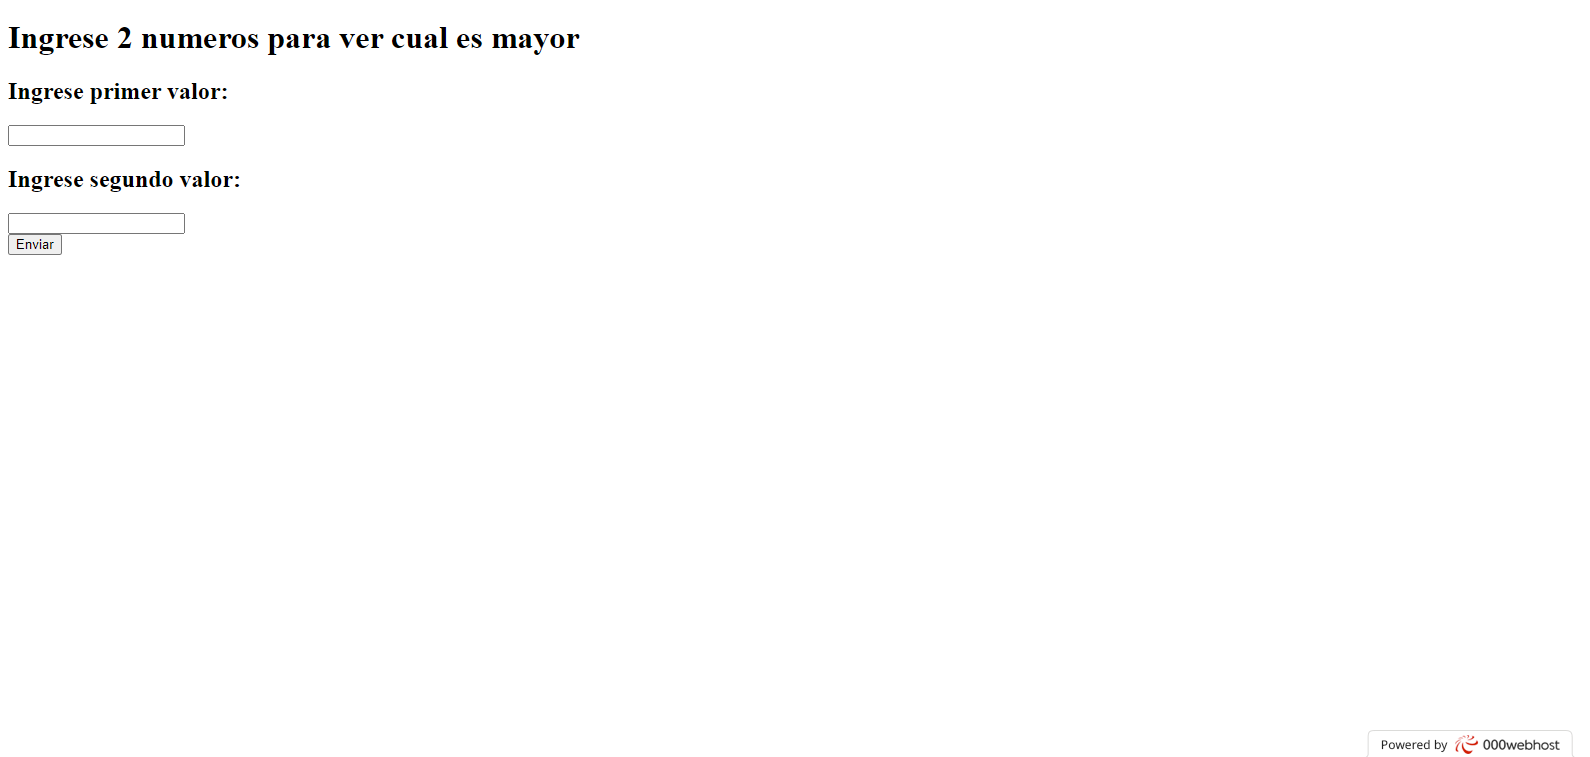 Ingrese 2 numeros para ver cual es mayor
Ingrese primer valor:
Ingrese segundo valor:
Enviar
Powered by 000webhost